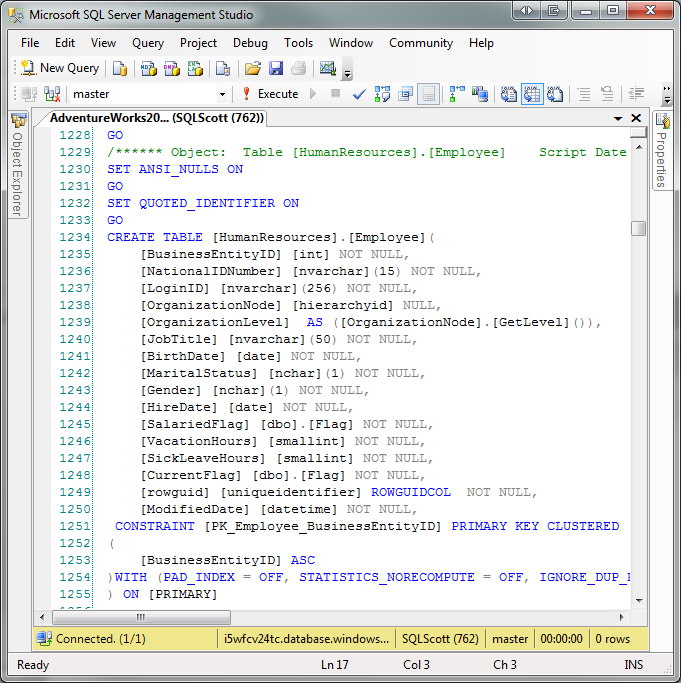 Microsoft SQL Server Management Studio
File Edit View Query Project Debug Tools Window Community Help
New Query
master Execute
AdventureWorks20... (SQLScott (762))
Object Explorer
Properties
1228 GO
1229 /****** Object:  Table [HumanResources].[Employee]    Script Date
1230 SET ANSI_NULLS ON
1231 GO
1232 SET QUOTED_IDENTIFIER ON
1233 GO
1234 CREATE TABLE [HumanResources].[Employee](
1235     [BusinessEntityID] [int] NOT NULL,
1236     [NationalIDNumber] [nvarchar](15) NOT NULL,
1237     [LoginID] [nvarchar](256) NOT NULL,
1238     [OrganizationNode] [hierarchyid] NULL,
1239     [OrganizationLevel]  AS ([OrganizationNode].[GetLevel]()),
1240     [JobTitle] [nvarchar](50) NOT NULL,
1241     [BirthDate] [date] NOT NULL,
1242     [MaritalStatus] [nchar](1) NOT NULL,
1243     [Gender] [nchar](1) NOT NULL,
1244     [HireDate] [date] NOT NULL,
1245     [SalariedFlag] [dbo].[Flag] NOT NULL,
1246     [VacationHours] [smallint] NOT NULL,
1247     [SickLeaveHours] [smallint] NOT NULL,
1248     [CurrentFlag] [dbo].[Flag] NOT NULL,
1249     [rowguid] [uniqueidentifier] ROWGUIDCOL  NOT NULL,
1250     [ModifiedDate] [datetime] NOT NULL,
1251  CONSTRAINT [PK_Employee_BusinessEntityID] PRIMARY KEY CLUSTERED
1252 (
1253     [BusinessEntityID] ASC
1254 )WITH (PAD_INDEX = OFF, STATISTICS_NORECOMPUTE = OFF, IGNORE_DUP_
1255 ) ON [PRIMARY]
Connected. (1/1) i5wfcv24tc.database.windows... SQLScott (762) master 00:00:00 0 rows
Ready Ln 17 Col 3 Ch 3 INS